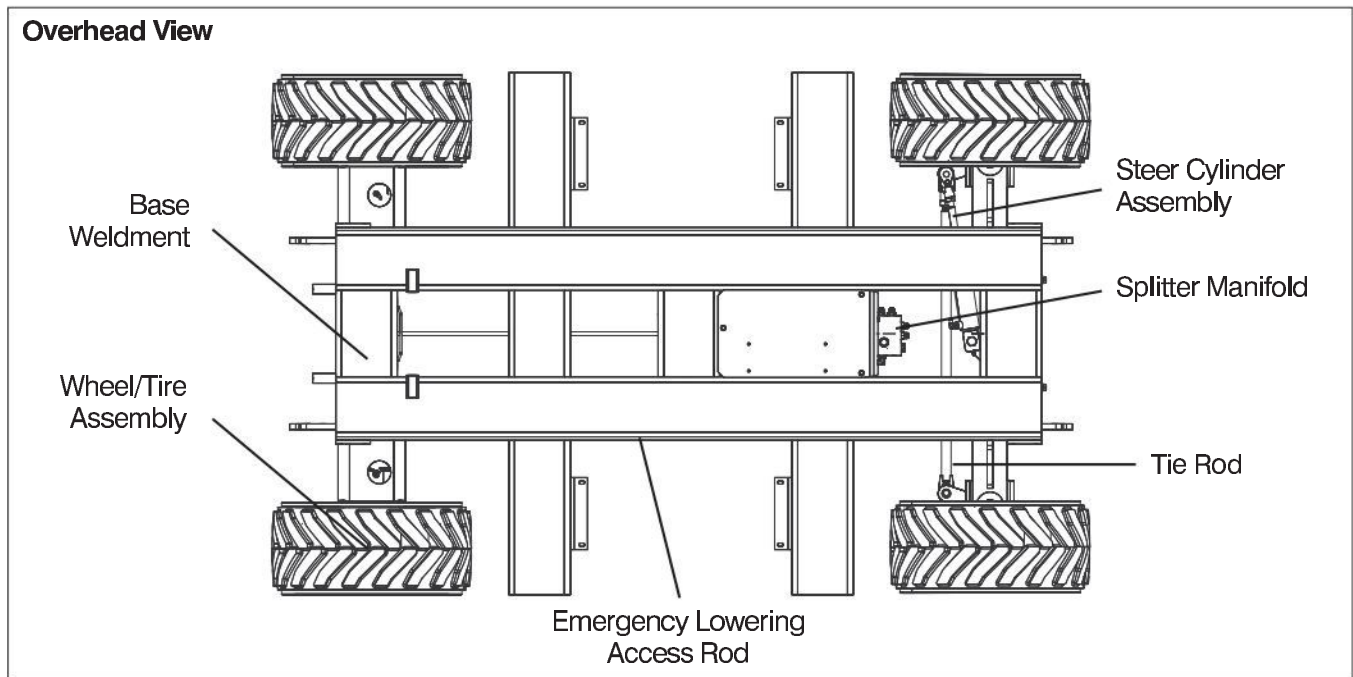 Overhead View
Base
Weldment
Wheel/Tire
Assembly
Steer Cylinder
Assembly
Splitter Manifold
Tie Rod
Emergency Lowering
Access Rod